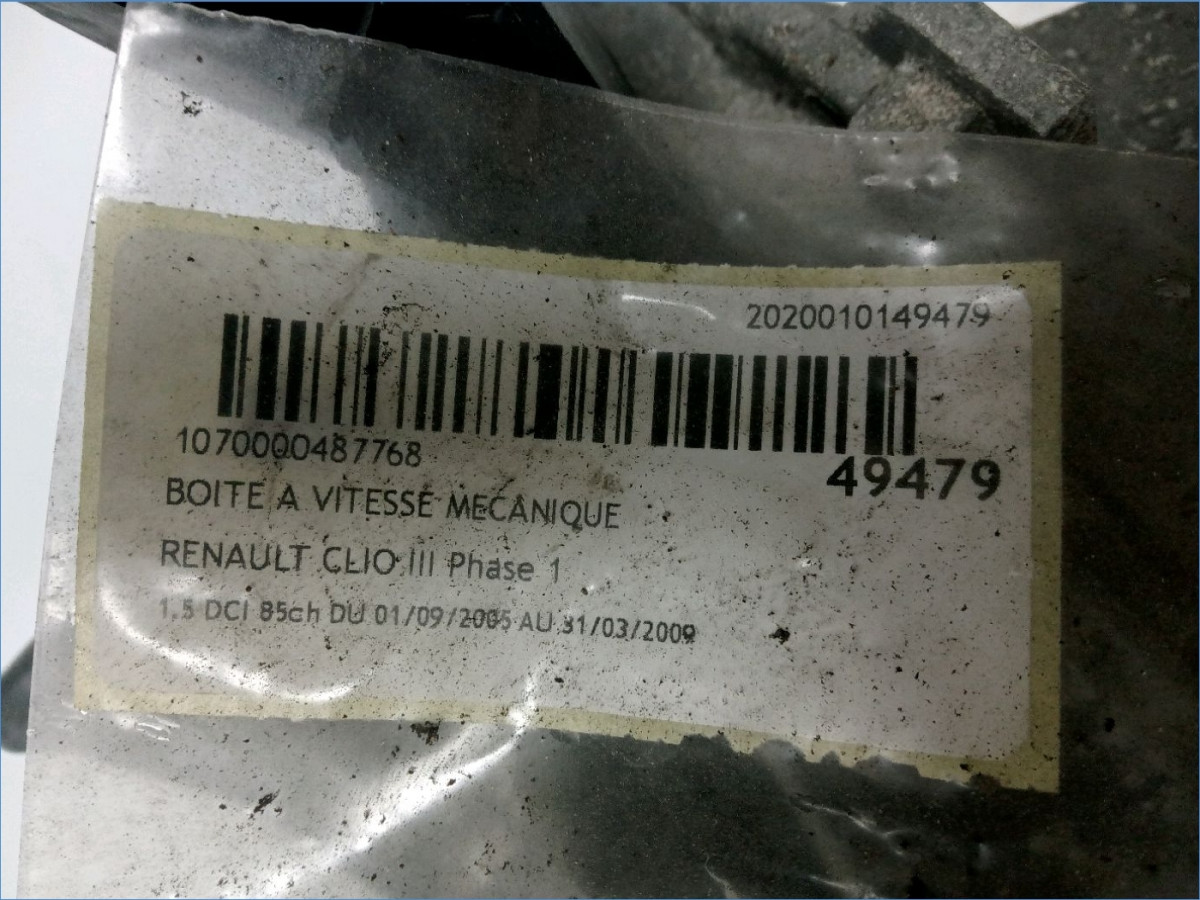 2020010149479
1070000487768
49479
BOITE A VITESSE MECANIQUE
RENAULT CLIO III Phase 1
1.5 DCI 85ch DU 01/09/2005 AU 31/03/2009